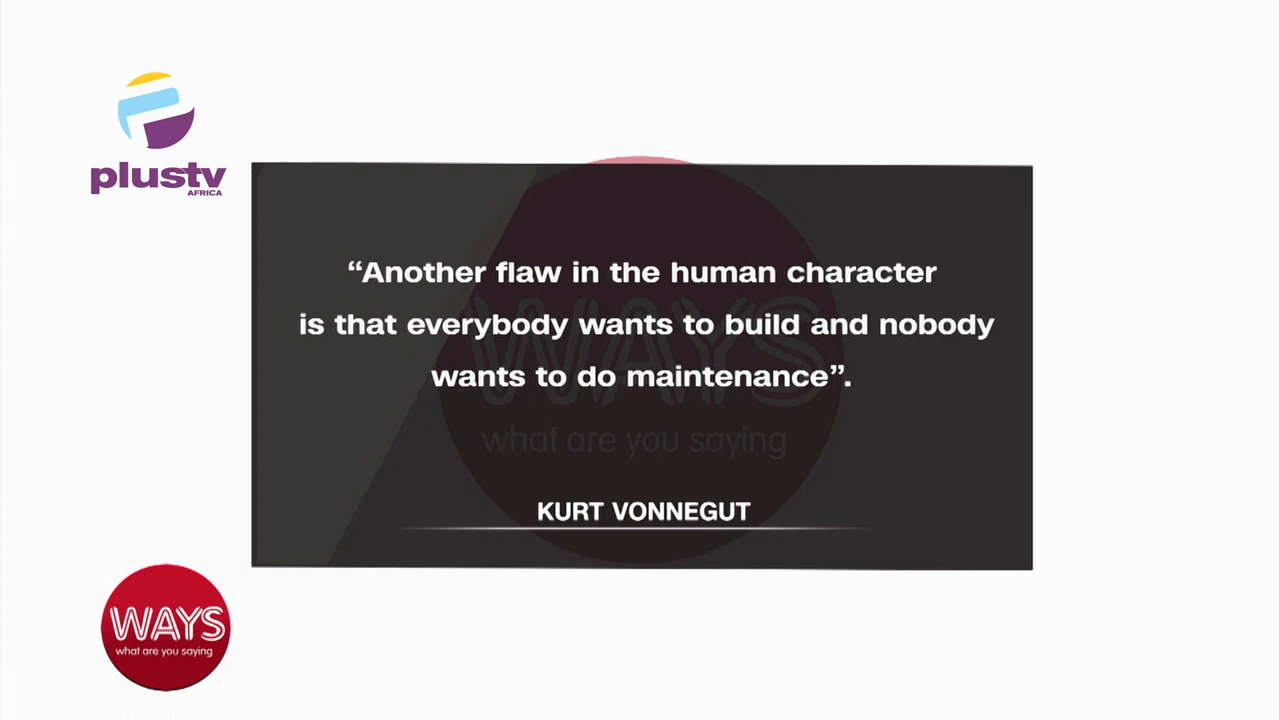 plustv
AFRICA
“Another flaw in the human character
is that everybody wants to build and nobody
wants to do maintenance”.
WAYS
what are you saying
KURT VONNEGUT
WAYS
what are you saying